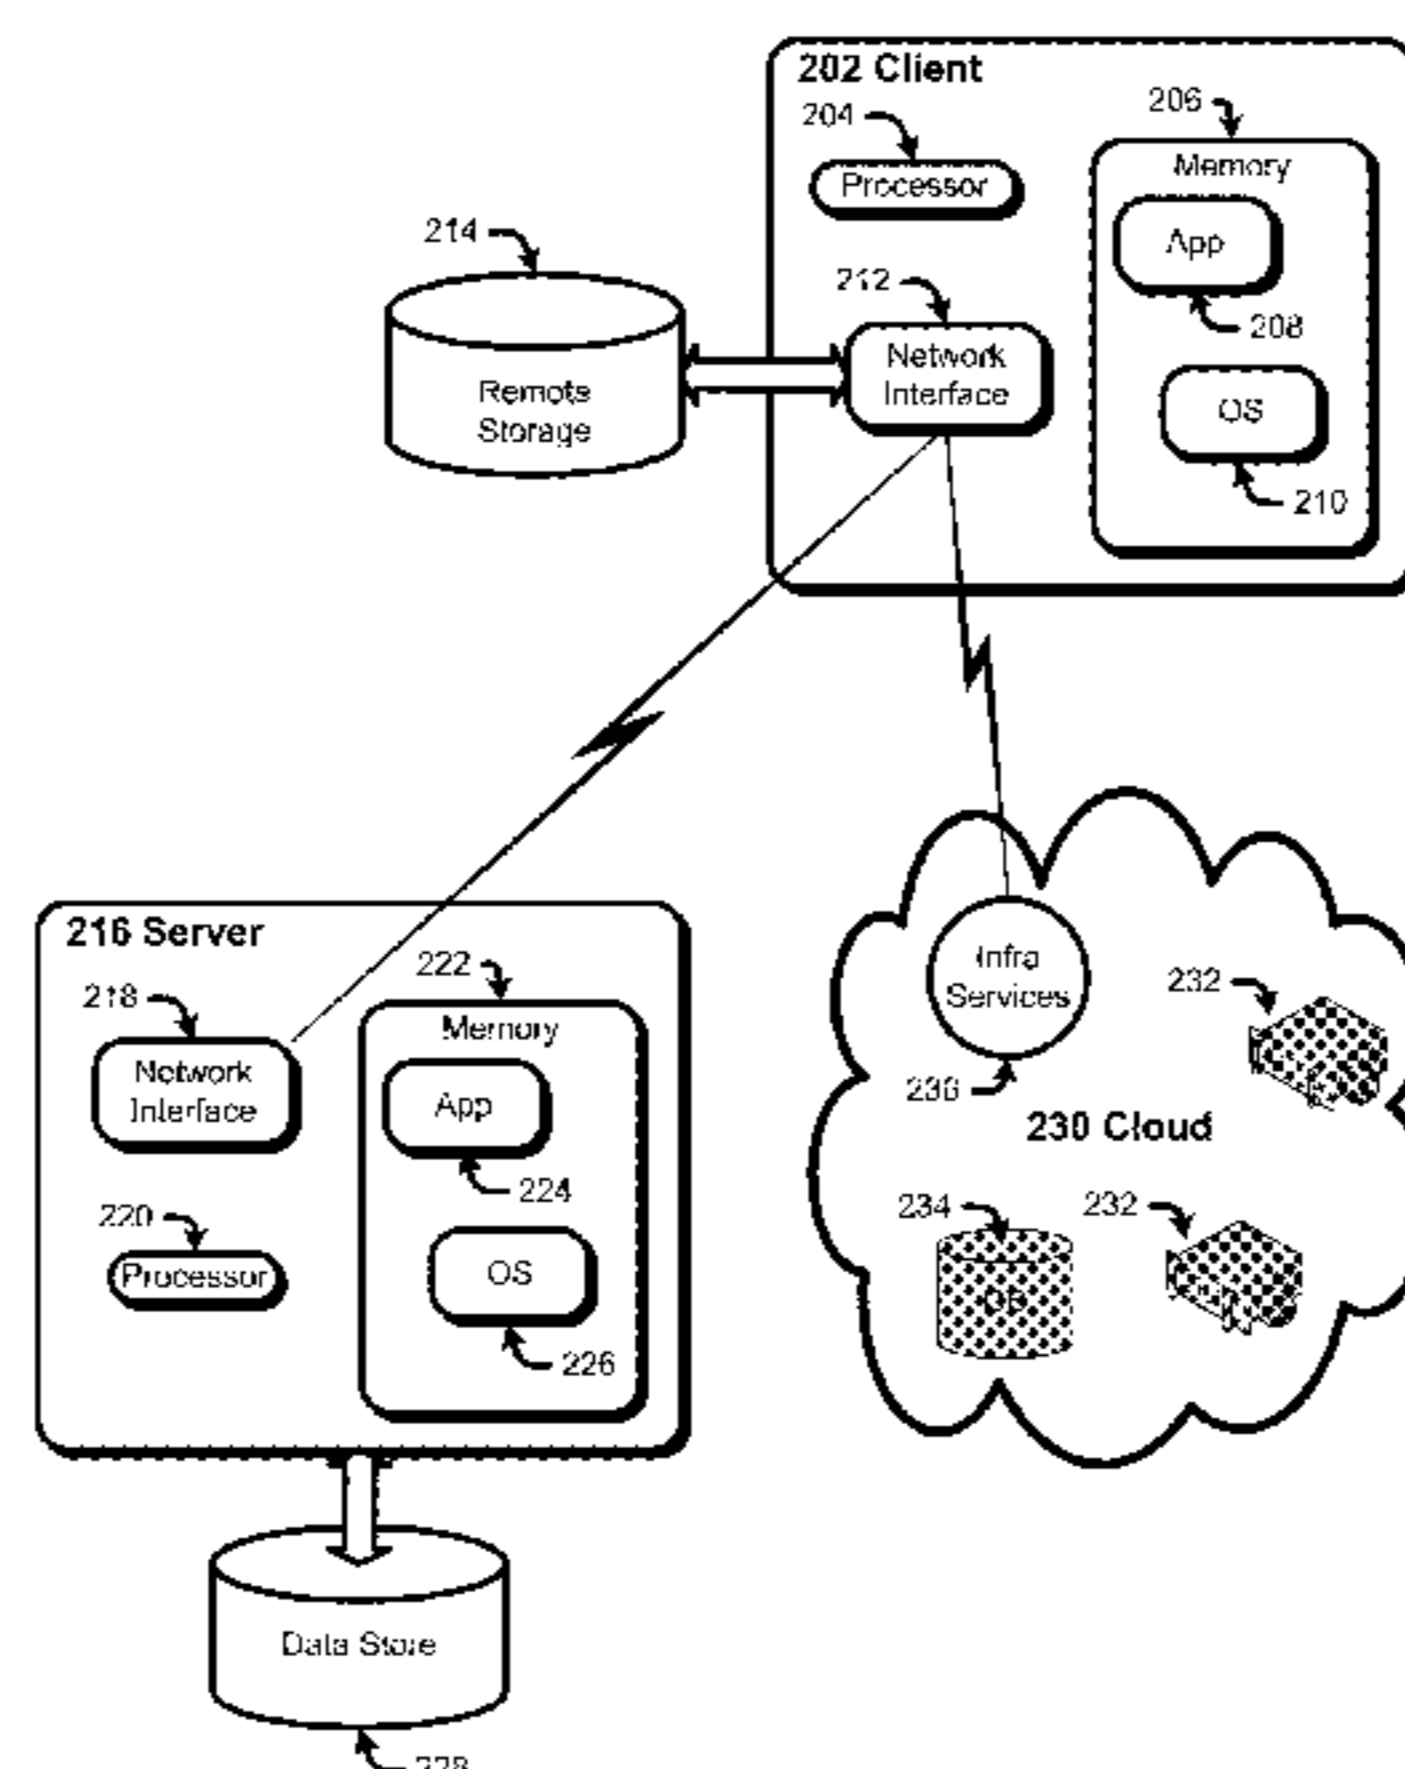 202 Client
204
206
Processor
Memory
App
208
214
212
Remote
Storage
Network
Interface
OS
210
216 Server
218
222
Network
Interface
Memory
App
224
220
Processor
OS
226
Data Store
228
Infra
Services
236
232
230 Cloud
234
232